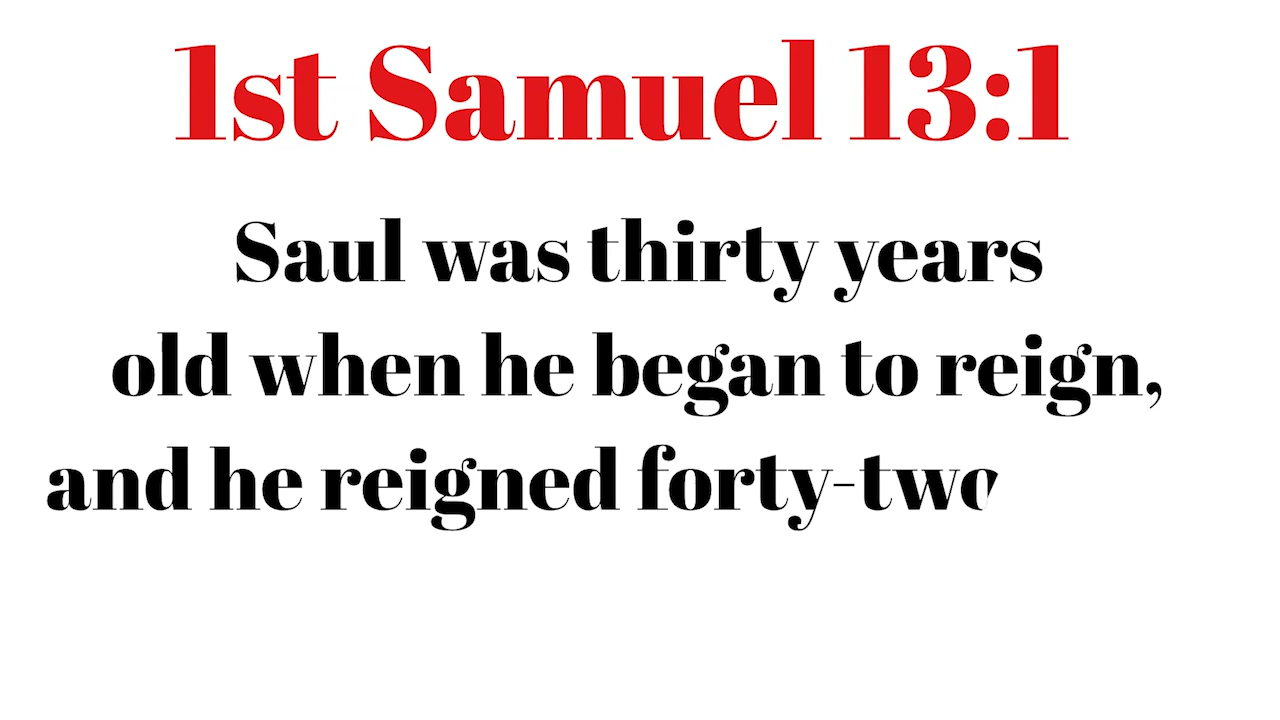 1st Samuel 13:1
Saul was thirty years
old when he began to reign,
and he reigned forty-two